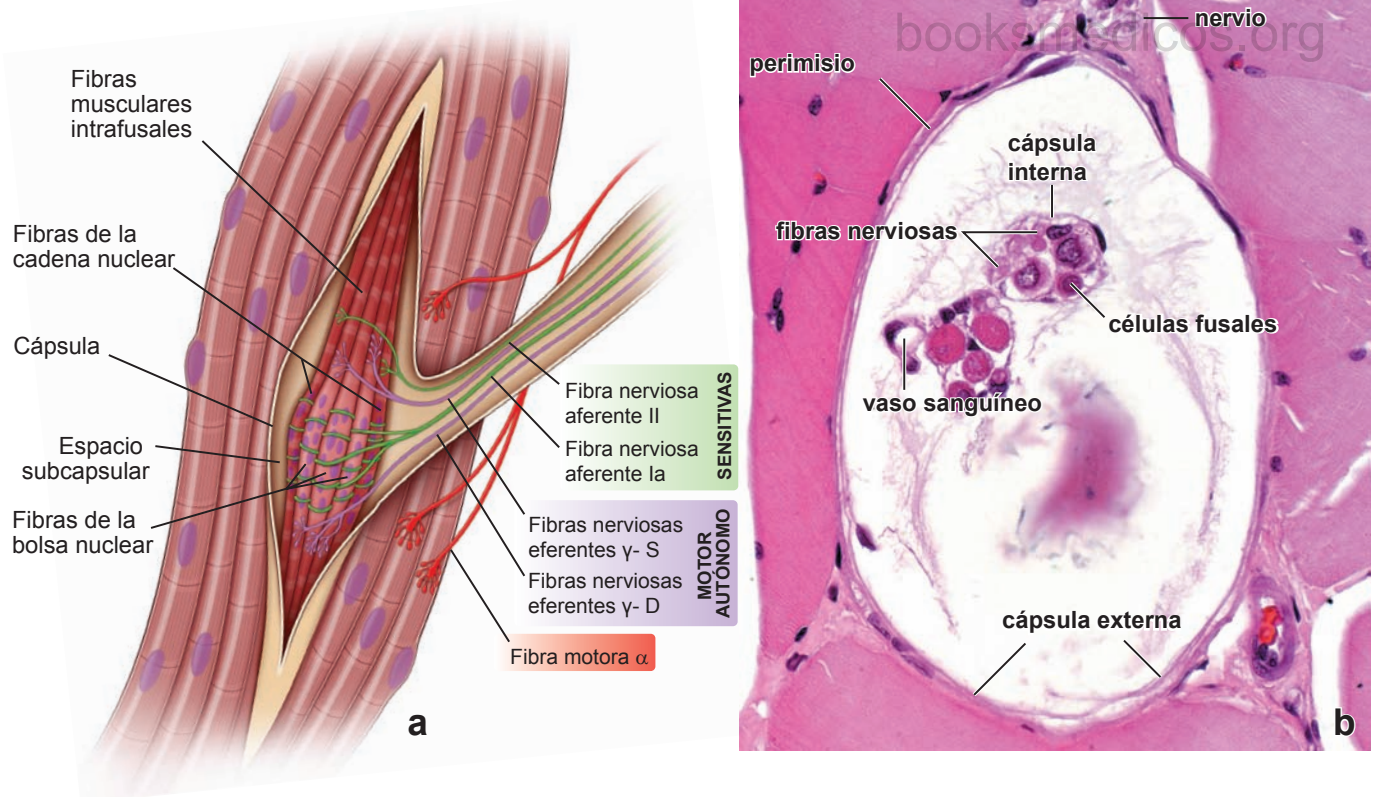 Fibras
musculares
intrafusales
Fibras de la
cadena nuclear
Cápsula
Espacio
subcapsular
Fibras de la
bolsa nuclear
Fibra nerviosa
aferente II
Fibra nerviosa
aferente Ia
SENSITIVAS
Fibras nerviosas
eferentes γ- S
Fibras nerviosas
eferentes γ- D
MOTOR
AUTÓNOMO
Fibra motora α
a
booksmedicos.org
nervio
perimisio
cápsula
interna
fibras nerviosas
células fusales
vaso sanguíneo
cápsula externa
b